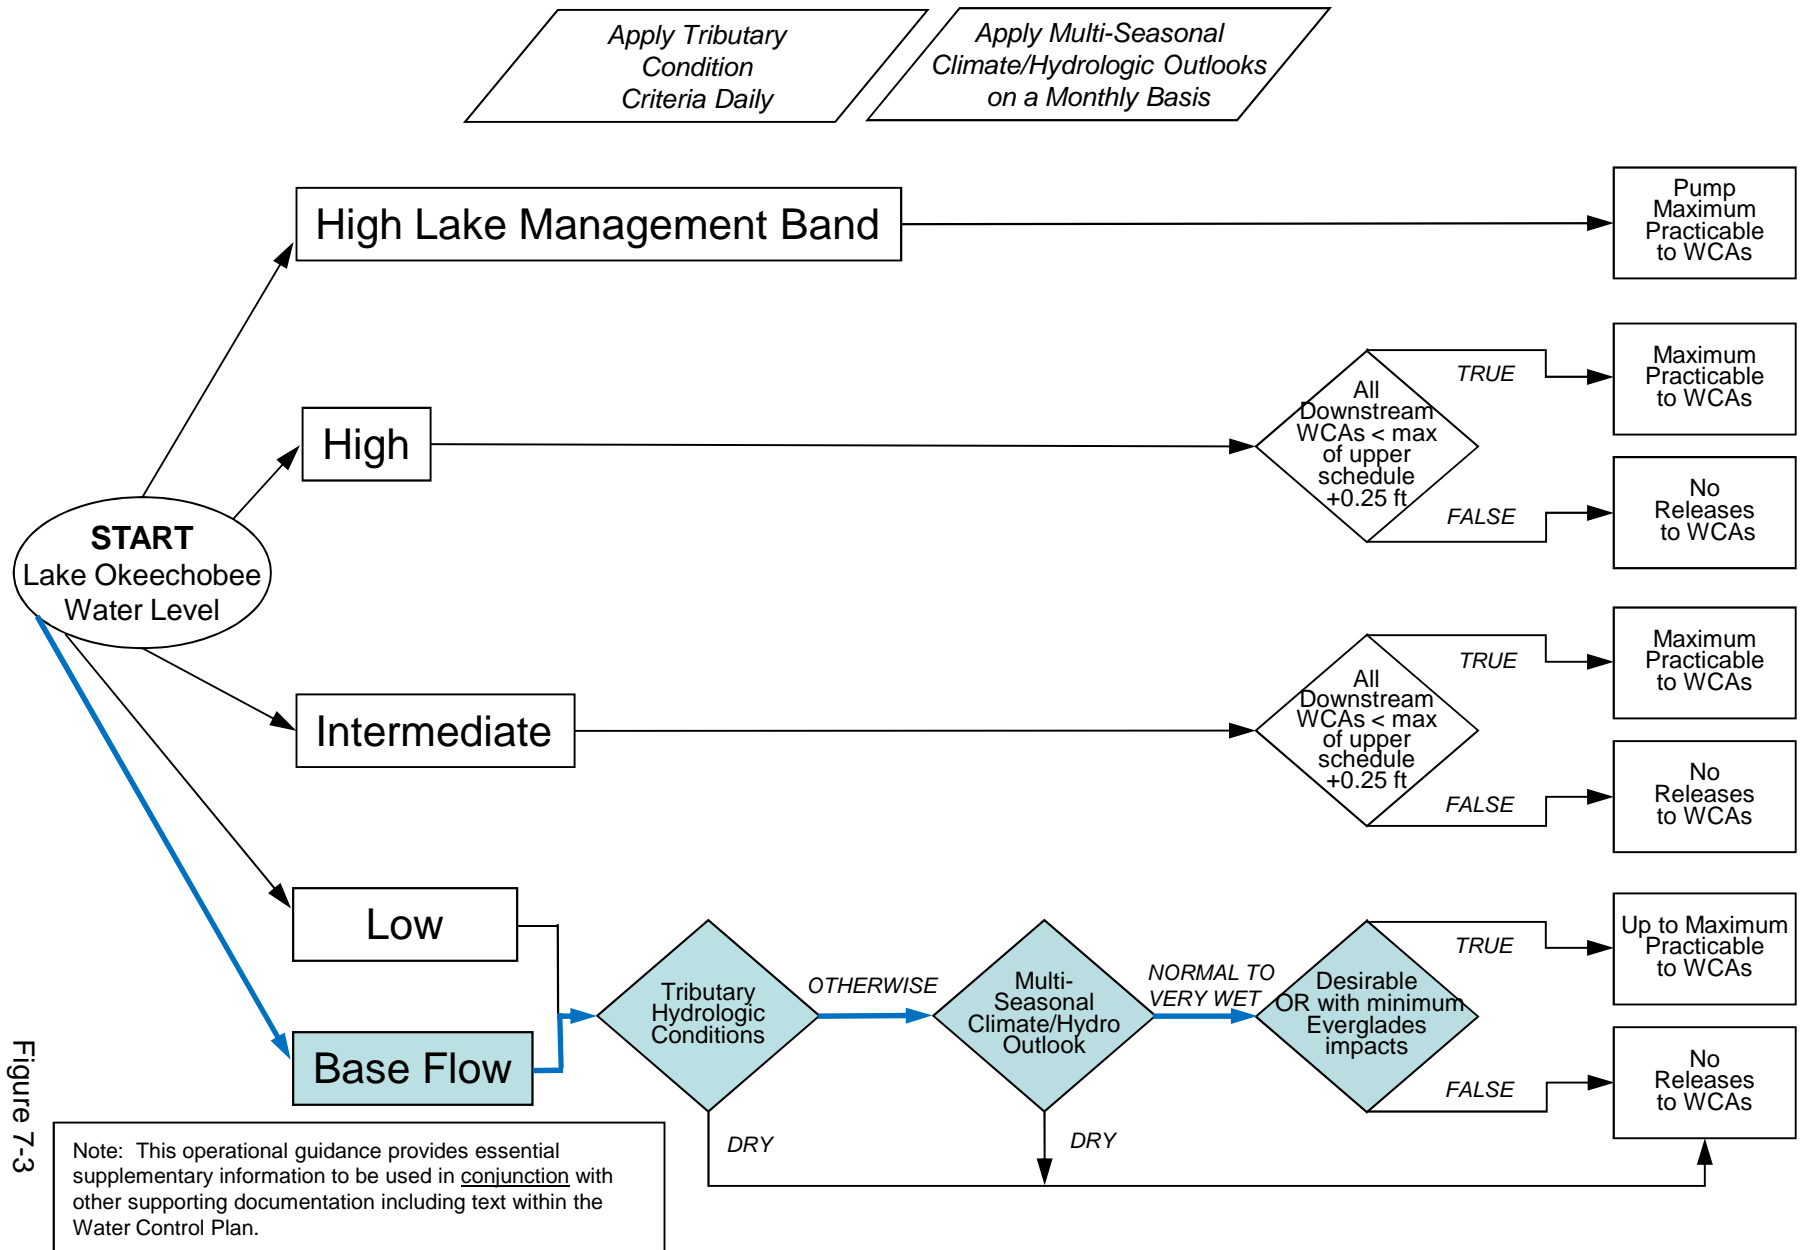 Apply Tributary
Condition
Criteria Daily
Apply Multi-Seasonal
Climate/Hydrologic Outlooks
on a Monthly Basis
High Lake Management Band
Pump
Maximum
Practicable
to WCAs
High
All
Downstream
WCAs < max
of upper
schedule
+0.25 ft
TRUE
Maximum
Practicable
to WCAs
FALSE
No
Releases
to WCAs
START
Lake Okeechobee
Water Level
Intermediate
All
Downstream
WCAs < max
of upper
schedule
+0.25 ft
TRUE
Maximum
Practicable
to WCAs
FALSE
No
Releases
to WCAs
Low
Base Flow
Tributary
Hydrologic
Conditions
OTHERWISE
Multi-
Seasonal
Climate/Hydro
Outlook
NORMAL TO
VERY WET
Desirable
OR with minimum
Everglades
impacts
TRUE
Up to Maximum
Practicable
to WCAs
FALSE
No
Releases
to WCAs
DRY
DRY
Note: This operational guidance provides essential
supplementary information to be used in conjunction with
other supporting documentation including text within the
Water Control Plan.
Figure 7-3